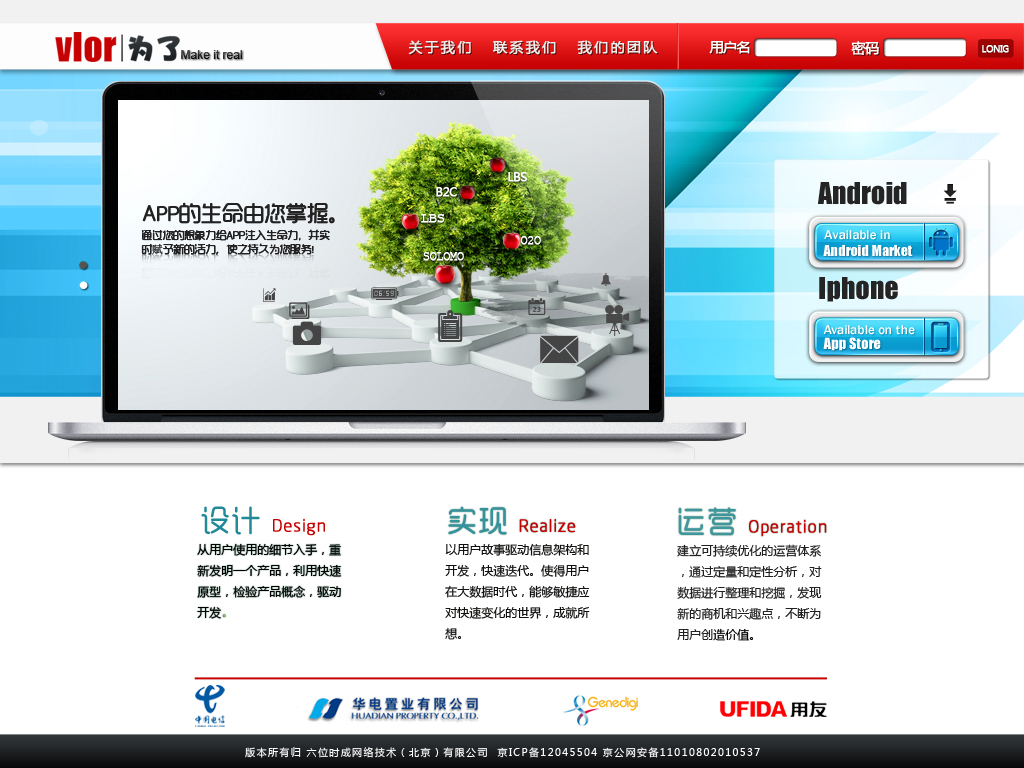 vlor 为了 Make it real
关于我们 联系我们 我们的团队 用户名 密码 LONIG
Android
Available in
Android Market
Iphone
Available on the
App Store
APP的生命由您掌握。
通过您的想象力给APP注入生命力，并实
时赋予新的活力，使之持久为您服务!
LBS
B2C
LBS
O2O
SOLOMO
06:59
23
设计 Design
从用户使用的细节入手，重
新发明一个产品，利用快速
原型，检验产品概念，驱动
开发。
实现 Realize
以用户故事驱动信息架构和
开发，快速迭代。使得用户
在大数据时代，能够敏捷应
对快速变化的世界，成就所
想。
运营 Operation
建立可持续优化的运营体系
，通过定量和定性分析，对
数据进行整理和挖掘，发现
新的商机和兴趣点，不断为
用户创造价值。
中国电信
华电置业有限公司
HUADIAN PROPERTY CO.,LTD.
Genedigi
UFIDA 用友
版本所有归 六位时成网络技术（北京）有限公司 京ICP备12045504 京公网安备11010802010537